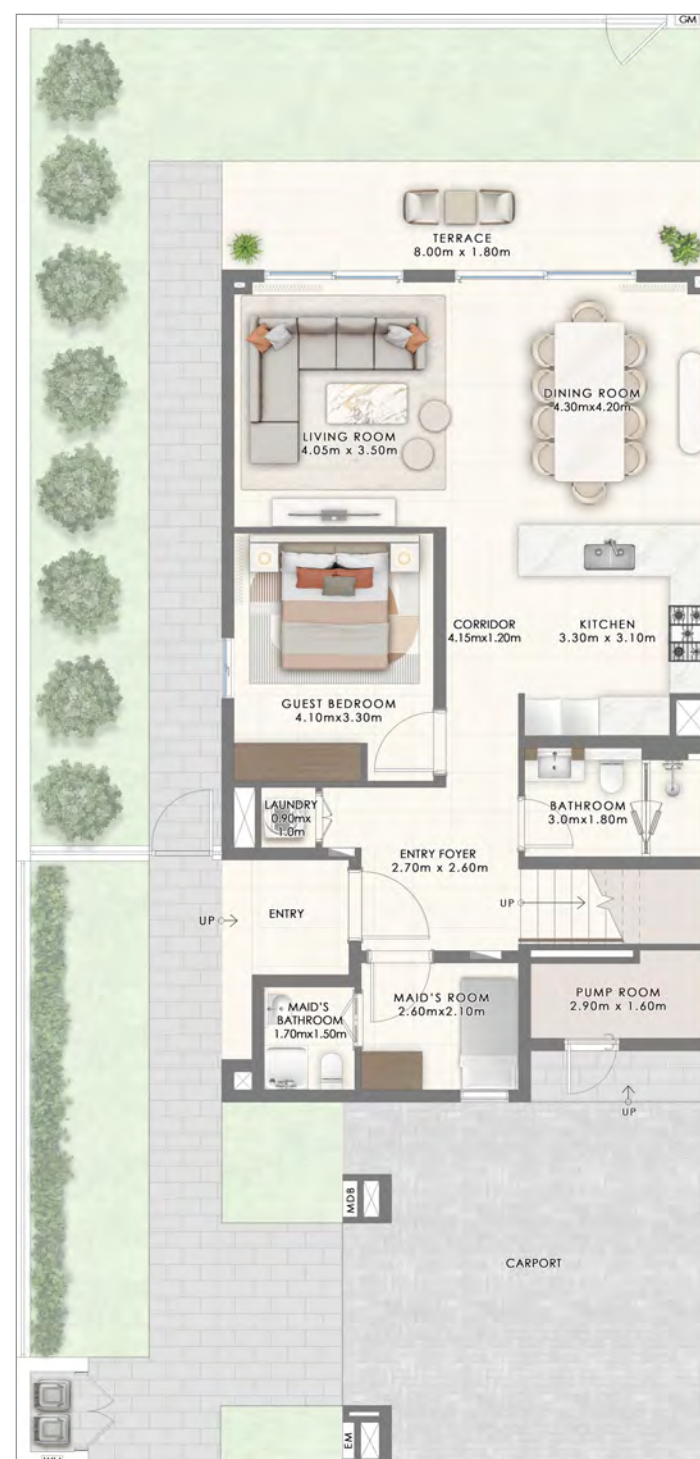 GM
TERRACE
8.00m x 1.80m
DINING ROOM
4.30mx4.20m
LIVING ROOM
4.05m x 3.50m
CORRIDOR
4.15mx1.20m
KITCHEN
3.30m x 3.10m
GUEST BEDROOM
4.10mx3.30m
LAUNDRY
0.90mx
1.0m
BATHROOM
3.0mx1.80m
ENTRY FOYER
2.70m x 2.60m
UP
ENTRY
UP
MAID'S
BATHROOM
1.70mx1.50m
MAID'S ROOM
2.60mx2.10m
PUMP ROOM
2.90m x 1.60m
UP
MDB
CARPORT
EM